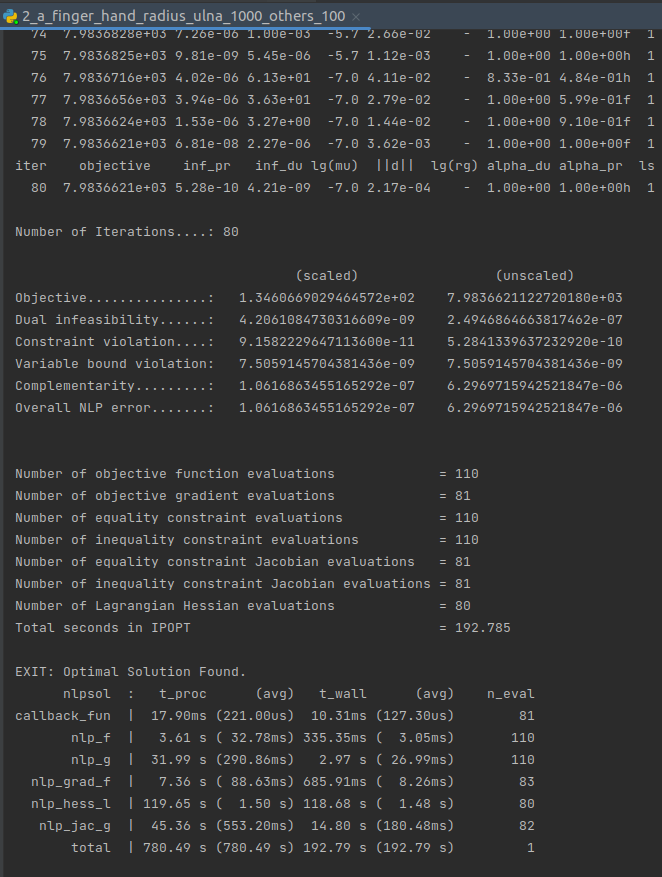 2_a_finger_hand_radius_ulna_1000_others_100 ×
74 7.9836828e+03 7.26e-06 1.00e-03 -5.7 2.66e-02 - 1.00e+00 1.00e+00f 1
75 7.9836825e+03 9.81e-09 5.45e-06 -5.7 1.12e-03 - 1.00e+00 1.00e+00h 1
76 7.9836716e+03 4.02e-06 6.13e+01 -7.0 4.11e-02 - 8.33e-01 4.84e-01h 1
77 7.9836656e+03 3.94e-06 3.63e+01 -7.0 2.79e-02 - 1.00e+00 5.99e-01f 1
78 7.9836624e+03 1.53e-06 3.27e+00 -7.0 1.44e-02 - 1.00e+00 9.10e-01f 1
79 7.9836621e+03 6.81e-08 2.27e-06 -7.0 3.62e-03 - 1.00e+00 1.00e+00f 1
iter objective inf_pr inf_du lg(mu) ||d|| lg(rg) alpha_du alpha_pr ls
80 7.9836621e+03 5.28e-10 4.21e-09 -7.0 2.17e-04 - 1.00e+00 1.00e+00h 1
Number of Iterations....: 80
(scaled) (unscaled)
Objective...............: 1.3460669029464572e+02 7.9836621122720180e+03
Dual infeasibility......: 4.2061084730316609e-09 2.4946864663817462e-07
Constraint violation....: 9.1582229647113600e-11 5.2841339637232920e-10
Variable bound violation: 7.5059145704381436e-09 7.5059145704381436e-09
Complementarity.........: 1.0616863455165292e-07 6.2969715942521847e-06
Overall NLP error.......: 1.0616863455165292e-07 6.2969715942521847e-06
Number of objective function evaluations = 110
Number of objective gradient evaluations = 81
Number of equality constraint evaluations = 110
Number of inequality constraint evaluations = 110
Number of equality constraint Jacobian evaluations = 81
Number of inequality constraint Jacobian evaluations = 81
Number of Lagrangian Hessian evaluations = 80
Total seconds in IPOPT = 192.785
EXIT: Optimal Solution Found.
nlpsol : t_proc (avg) t_wall (avg) n_eval
callback_fun | 17.90ms (221.00us) 10.31ms (127.30us) 81
nlp_f | 3.61 s ( 32.78ms) 335.35ms ( 3.05ms) 110
nlp_g | 31.99 s (290.86ms) 2.97 s ( 26.99ms) 110
nlp_grad_f | 7.36 s ( 88.63ms) 685.91ms ( 8.26ms) 83
nlp_hess_l | 119.65 s ( 1.50 s) 118.68 s ( 1.48 s) 80
nlp_jac_g | 45.36 s (553.20ms) 14.80 s (180.48ms) 82
total | 780.49 s (780.49 s) 192.79 s (192.79 s) 1